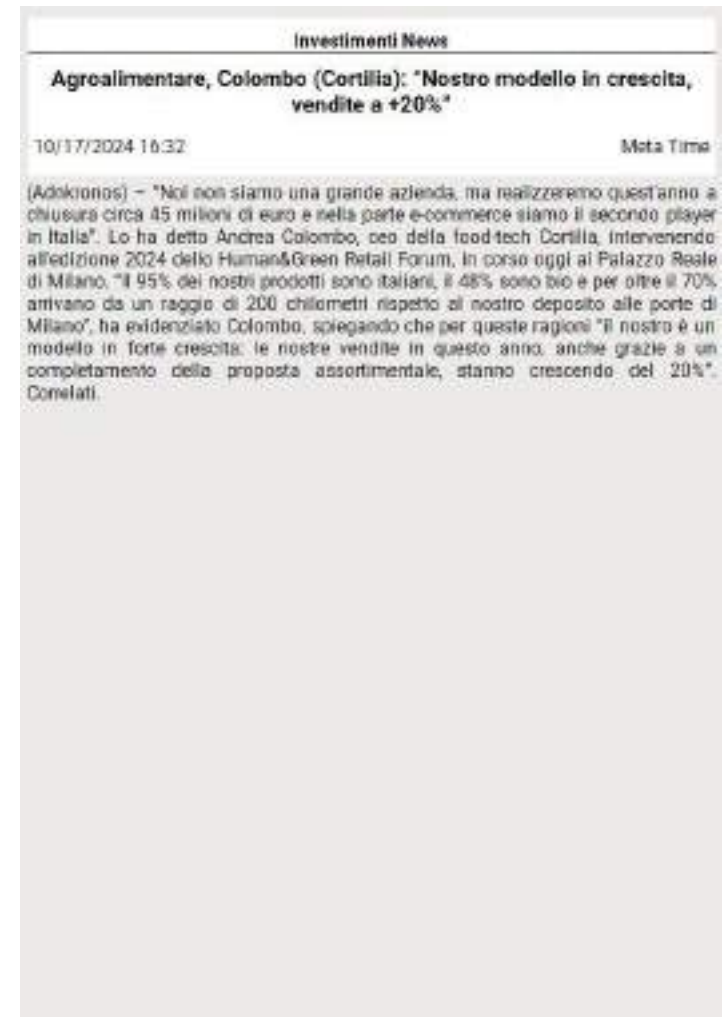 Investimenti News
Agroalimentare, Colombo (Cortilia): "Nostro modello in crescita,
vendite a +20%"
10/17/2024 16:32
Meta Time
(Adnkronos) – "Noi non siamo una grande azienda, ma realizzeremo quest'anno a
chiusura circa 45 milioni di euro e nella parte e-commerce siamo il secondo player
in Italia". Lo ha detto Andrea Colombo, ceo della food-tech Cortilia, intervenendo
all'edizione 2024 dello Human&Green Retail Forum, in corso oggi al Palazzo Reale
di Milano. "Il 95% dei nostri prodotti sono italiani, il 48% sono bio e per oltre il 70%
arrivano da un raggio di 200 chilometri rispetto al nostro deposito alle porte di
Milano", ha evidenziato Colombo, spiegando che per queste ragioni "il nostro è un
modello in forte crescita: le nostre vendite in questo anno, anche grazie a un
completamento della proposta assortimentale, stanno crescendo del 20%".
Correlati.